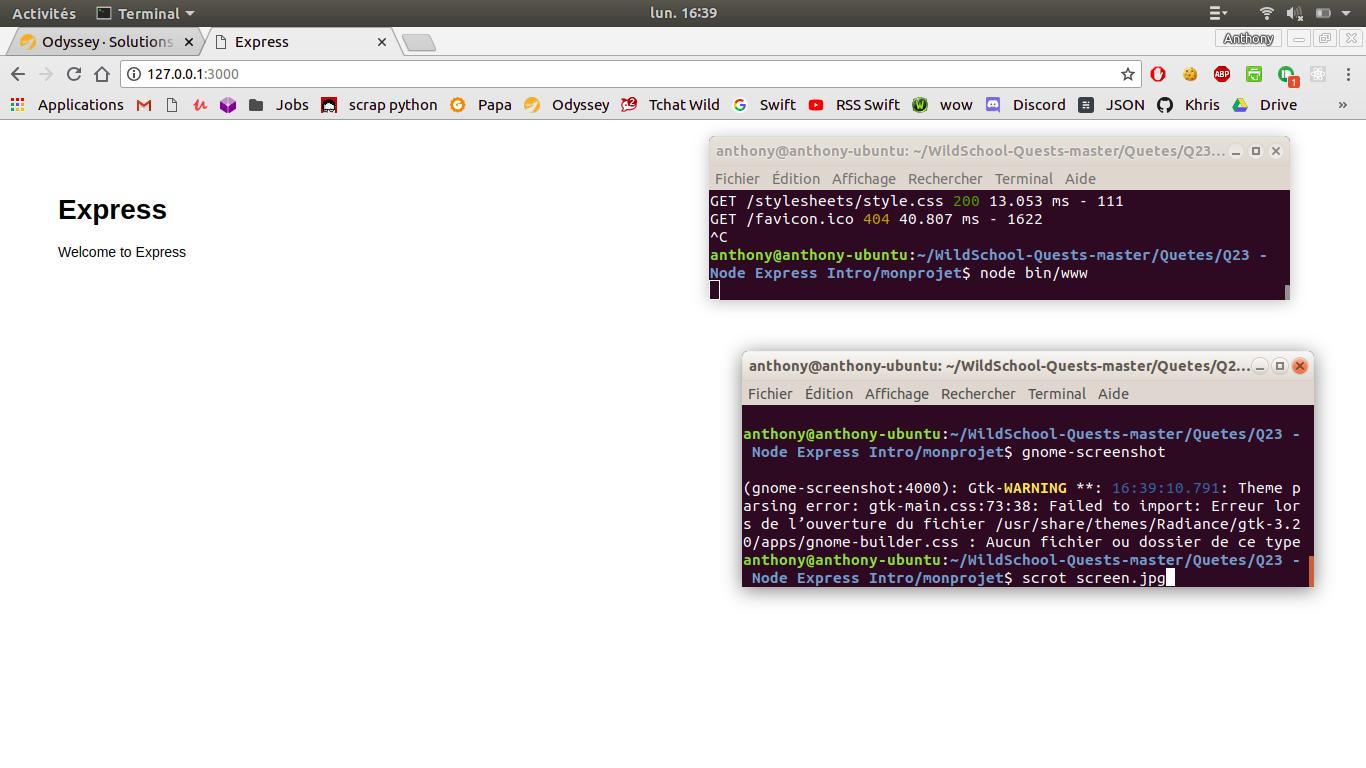 Activités Terminal lun. 16:39
Odyssey · Solutions Express Anthony
127.0.0.1:3000
Applications Jobs scrap python Papa Odyssey Tchat Wild Swift RSS Swift wow Discord JSON Khris Drive »
Express
Welcome to Express
anthony@anthony-ubuntu: ~/WildSchool-Quests-master/Quetes/Q23…
Fichier Édition Affichage Rechercher Terminal Aide
GET /stylesheets/style.css 200 13.053 ms - 111
GET /favicon.ico 404 40.807 ms - 1622
^C
anthony@anthony-ubuntu:~/WildSchool-Quests-master/Quetes/Q23 -
Node Express Intro/monprojet$ node bin/www
anthony@anthony-ubuntu: ~/WildSchool-Quests-master/Quetes/Q2…
Fichier Édition Affichage Rechercher Terminal Aide
anthony@anthony-ubuntu:~/WildSchool-Quests-master/Quetes/Q23 -
Node Express Intro/monprojet$ gnome-screenshot
(gnome-screenshot:4000): Gtk-WARNING **: 16:39:10.791: Theme p
arsing error: gtk-main.css:73:38: Failed to import: Erreur lor
s de l’ouverture du fichier /usr/share/themes/Radiance/gtk-3.2
0/apps/gnome-builder.css : Aucun fichier ou dossier de ce type
anthony@anthony-ubuntu:~/WildSchool-Quests-master/Quetes/Q23 -
Node Express Intro/monprojet$ scrot screen.jpg